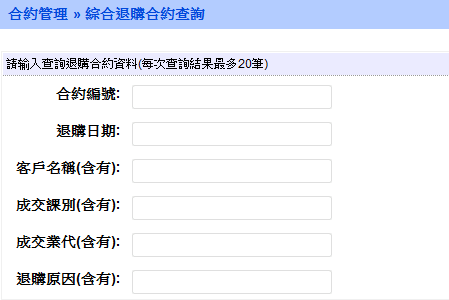 合約管理 » 綜合退購合約查詢
請输入查詢退購合約資料(每次查詢結果最多20筆)
合約編號:
退購日期:
客戶名稱(含有):
成交課別(含有):
成交業代(含有):
退購原因(含有):